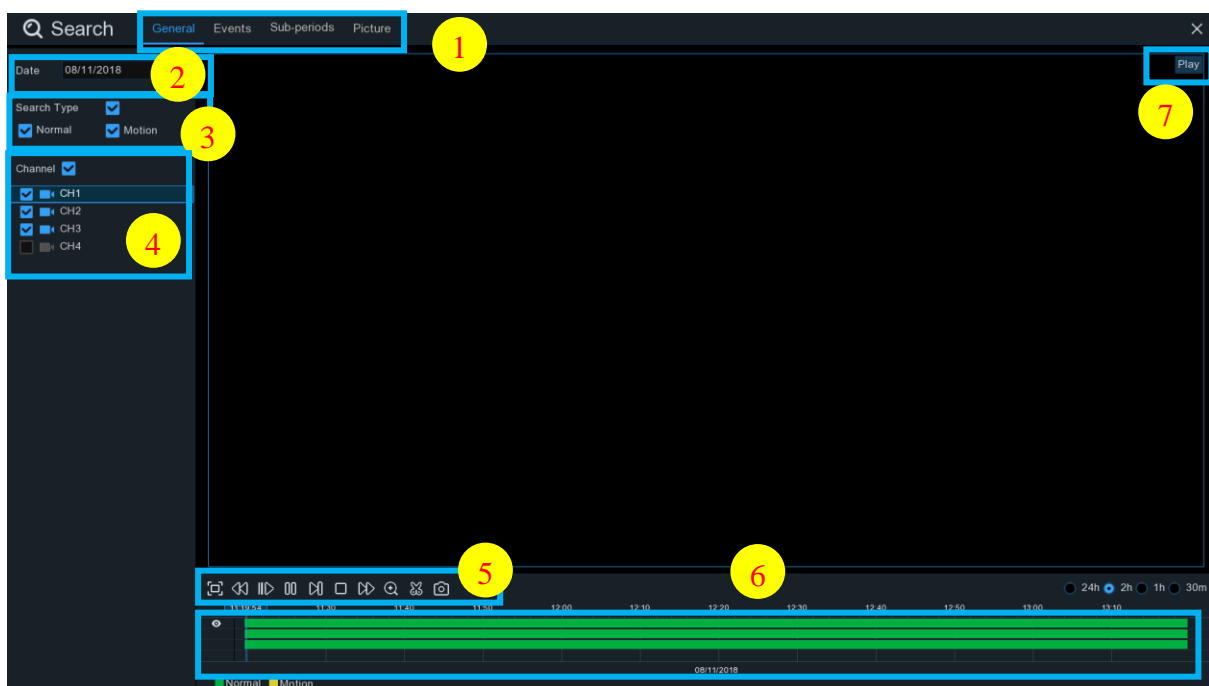 Search General Events Sub-periods Picture
1
Date 08/11/2018
2
Play
7
Search Type
Normal Motion
3
Channel
CH1
CH2
CH3
CH4
4
5
6
24h 2h 1h 30m
11:19:54 11:30 11:40 11:50 12:00 12:10 12:20 12:30 12:40 12:50 13:00 13:10
08/11/2018
Normal Motion